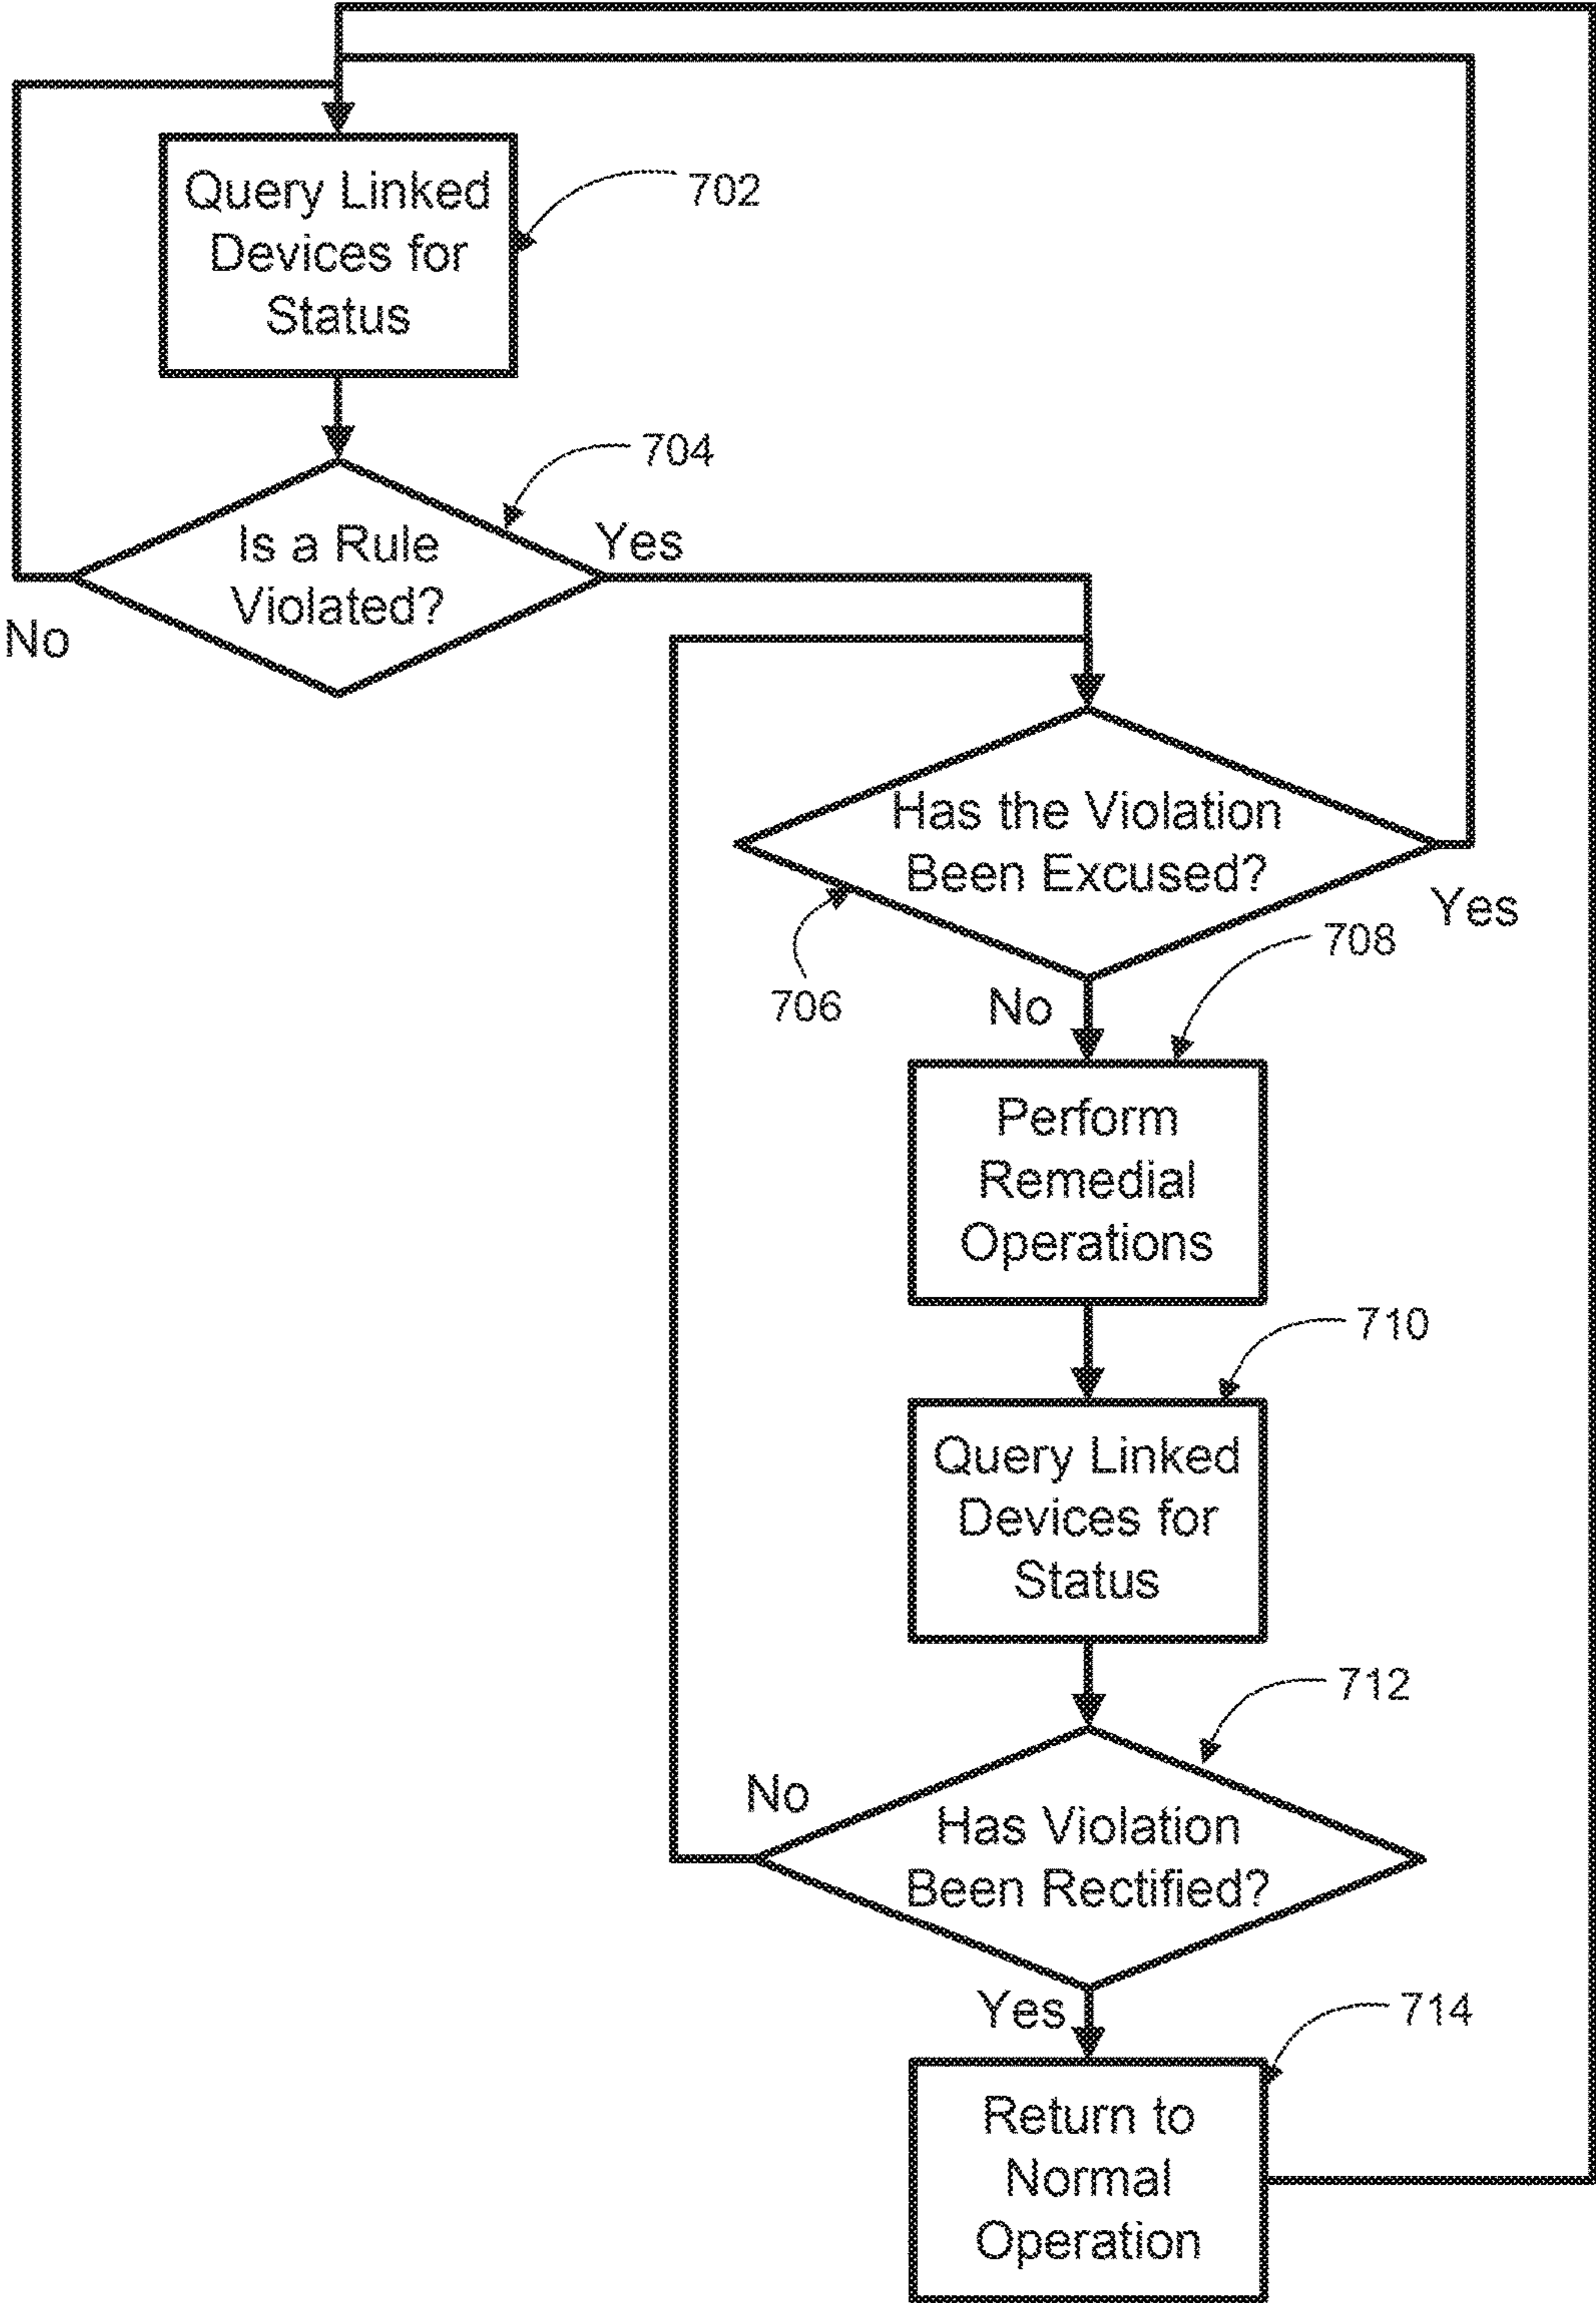 Query Linked
Devices for
Status
702
704
Is a Rule
Violated?
Yes
No
Has the Violation
Been Excused?
Yes
706
No
708
Perform
Remedial
Operations
710
Query Linked
Devices for
Status
712
No
Has Violation
Been Rectified?
Yes
714
Return to
Normal
Operation